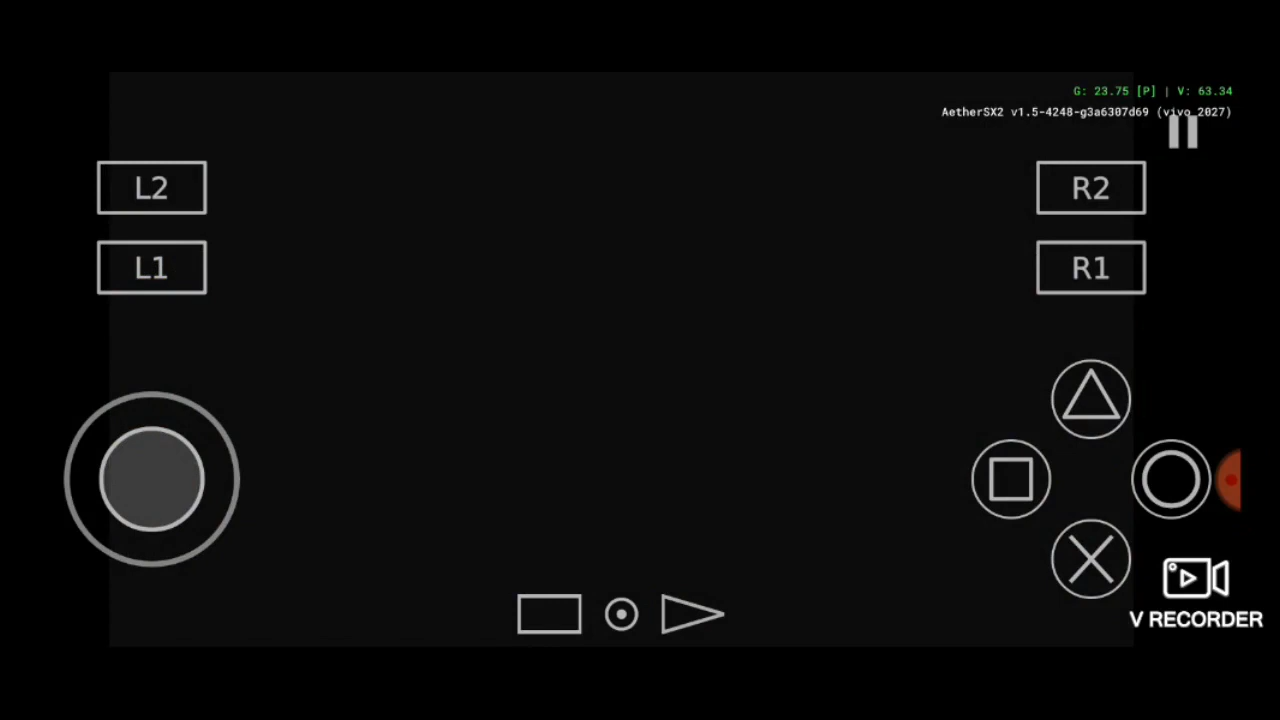 G: 23.75 [P] | V: 63.34
AetherSX2 v1.5-4248-g3a6307d69 (vivo 2027)
L2
R2
L1
R1
V RECORDER